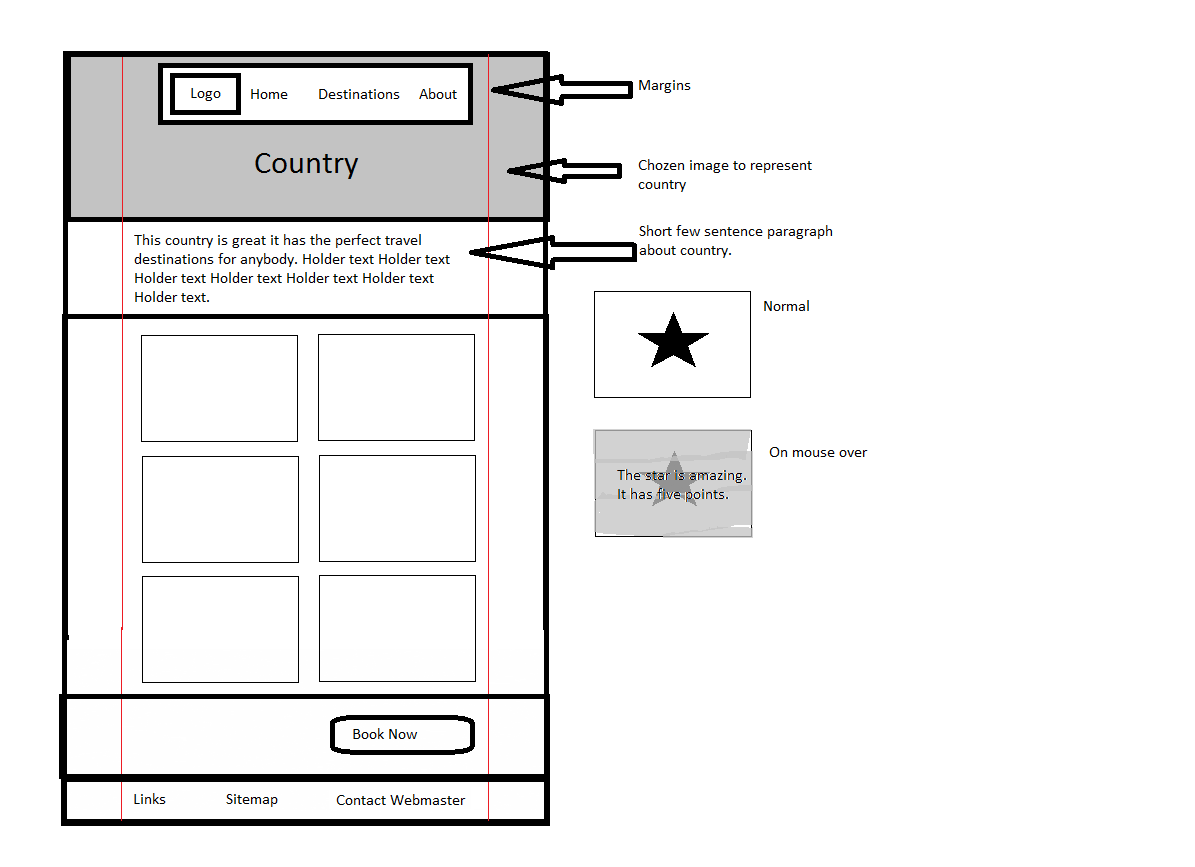 Logo
Home
Destinations
About
Margins
Country
Chozen image to represent
country
This country is great it has the perfect travel
destinations for anybody. Holder text Holder text
Holder text Holder text Holder text Holder text
Holder text.
Short few sentence paragraph
about country.
Normal
On mouse over
The star is amazing.
It has five points.
Book Now
Links
Sitemap
Contact Webmaster